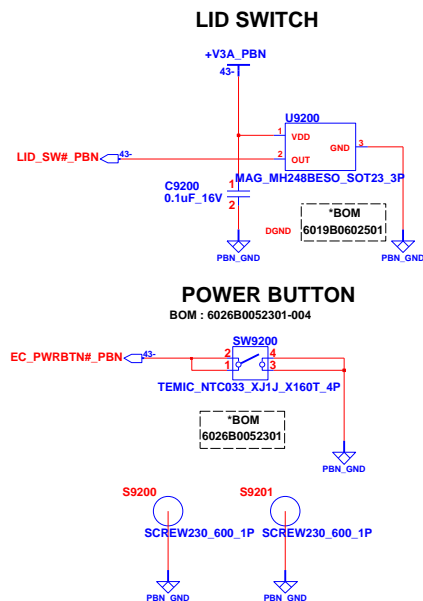 LID SWITCH
+V3A_PBN
43-
U9200
1 VDD
GND 3
LID_SW#_PBN 43-
2 OUT
MAG_MH248BESO_SOT23_3P
C9200 1
0.1uF_16V
2
*BOM
6019B0602501
DGND
PBN_GND
PBN_GND
POWER BUTTON
BOM : 6026B0052301-004
SW9200
EC_PWRBTN#_PBN 43-
2 4
1 3
TEMIC_NTC033_XJ1J_X160T_4P
*BOM
6026B0052301
PBN_GND
S9200 S9201
SCREW230_600_1P SCREW230_600_1P
PBN_GND PBN_GND